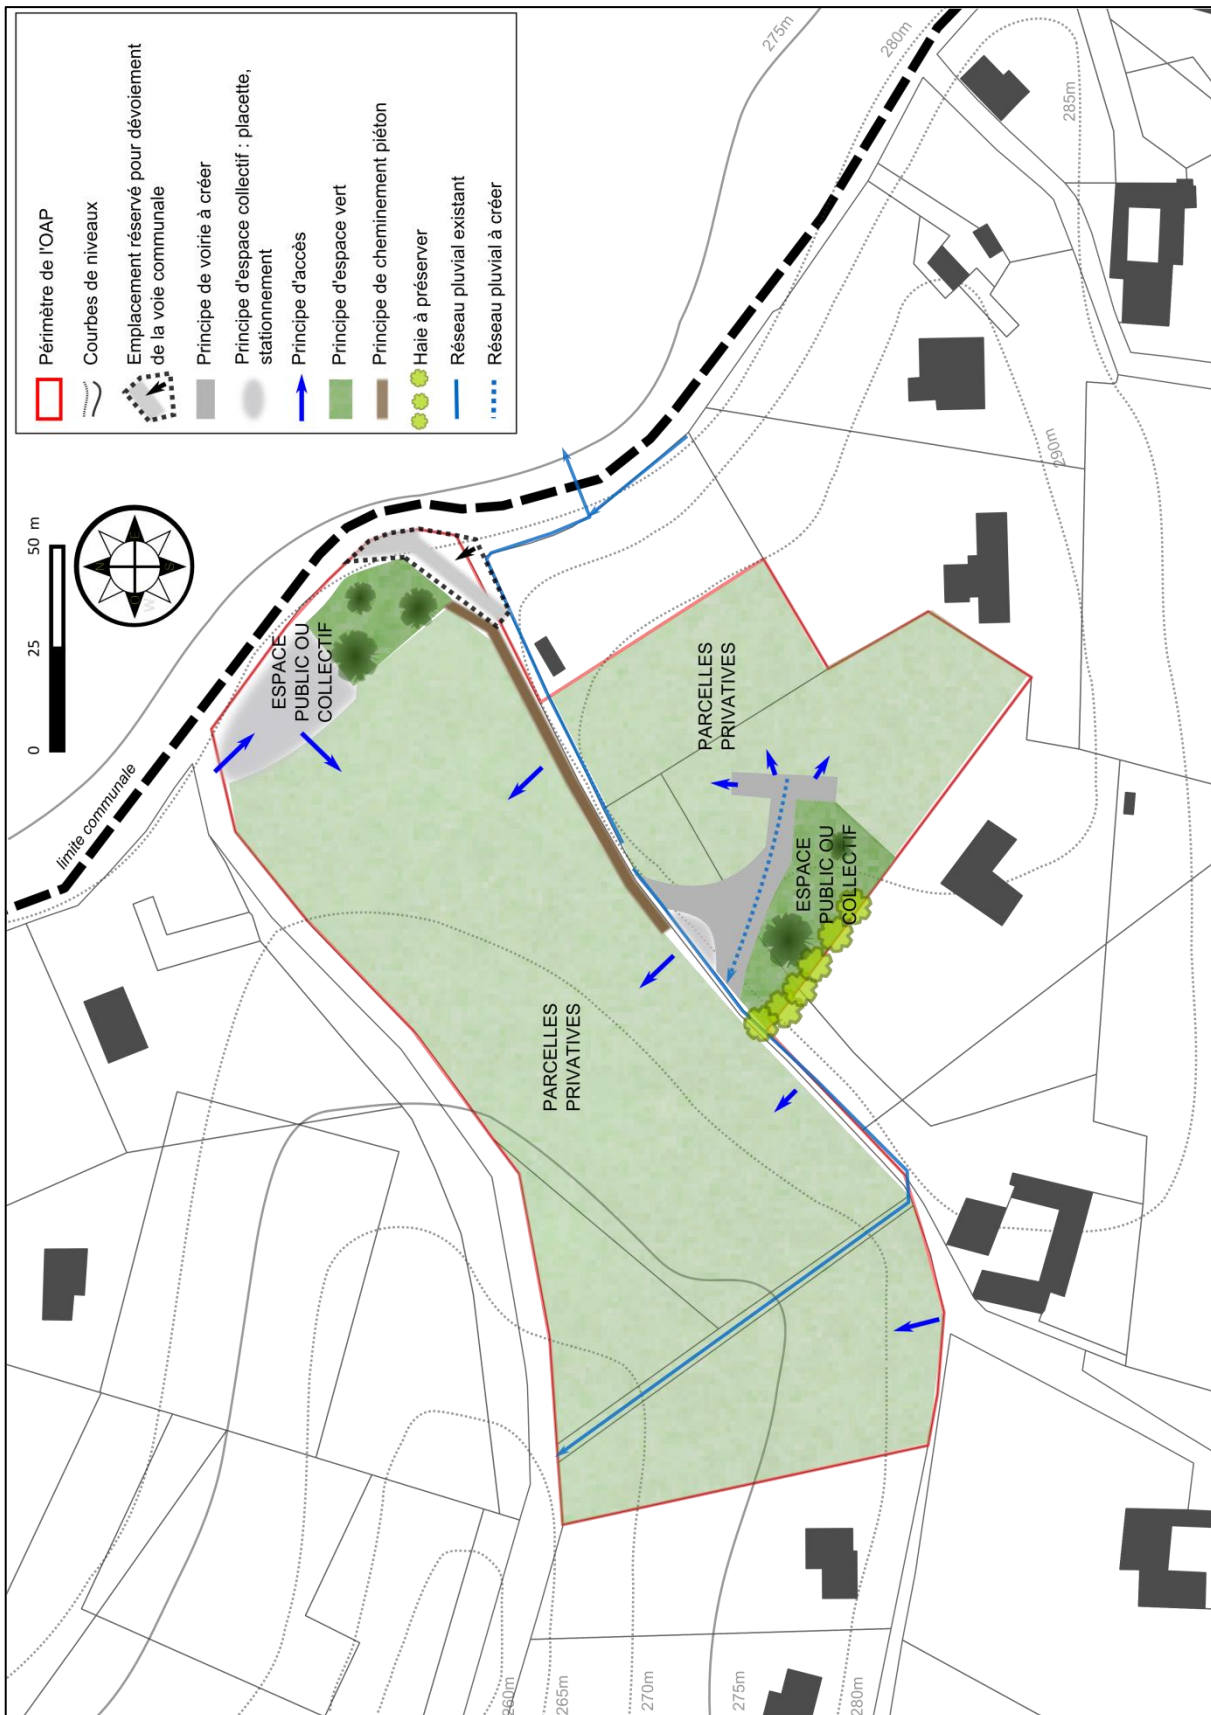 Périmètre de l'OAP
Courbes de niveaux
Emplacement réservé pour dévoiement
de la voie communale
Principe de voirie à créer
Principe d'espace collectif : placette,
stationnement
Principe d'accès
Principe d'espace vert
Principe de cheminement piéton
Haie à préserver
Réseau pluvial existant
Réseau pluvial à créer
0 25 50 m
N
E
S
O
W
limite communale
ESPACE
PUBLIC OU
COLLECTIF
PARCELLES
PRIVATIVES
PARCELLES
PRIVATIVES
ESPACE
PUBLIC OU
COLLECTIF
275m
280m
285m
290m
260m
265m
270m
275m
280m